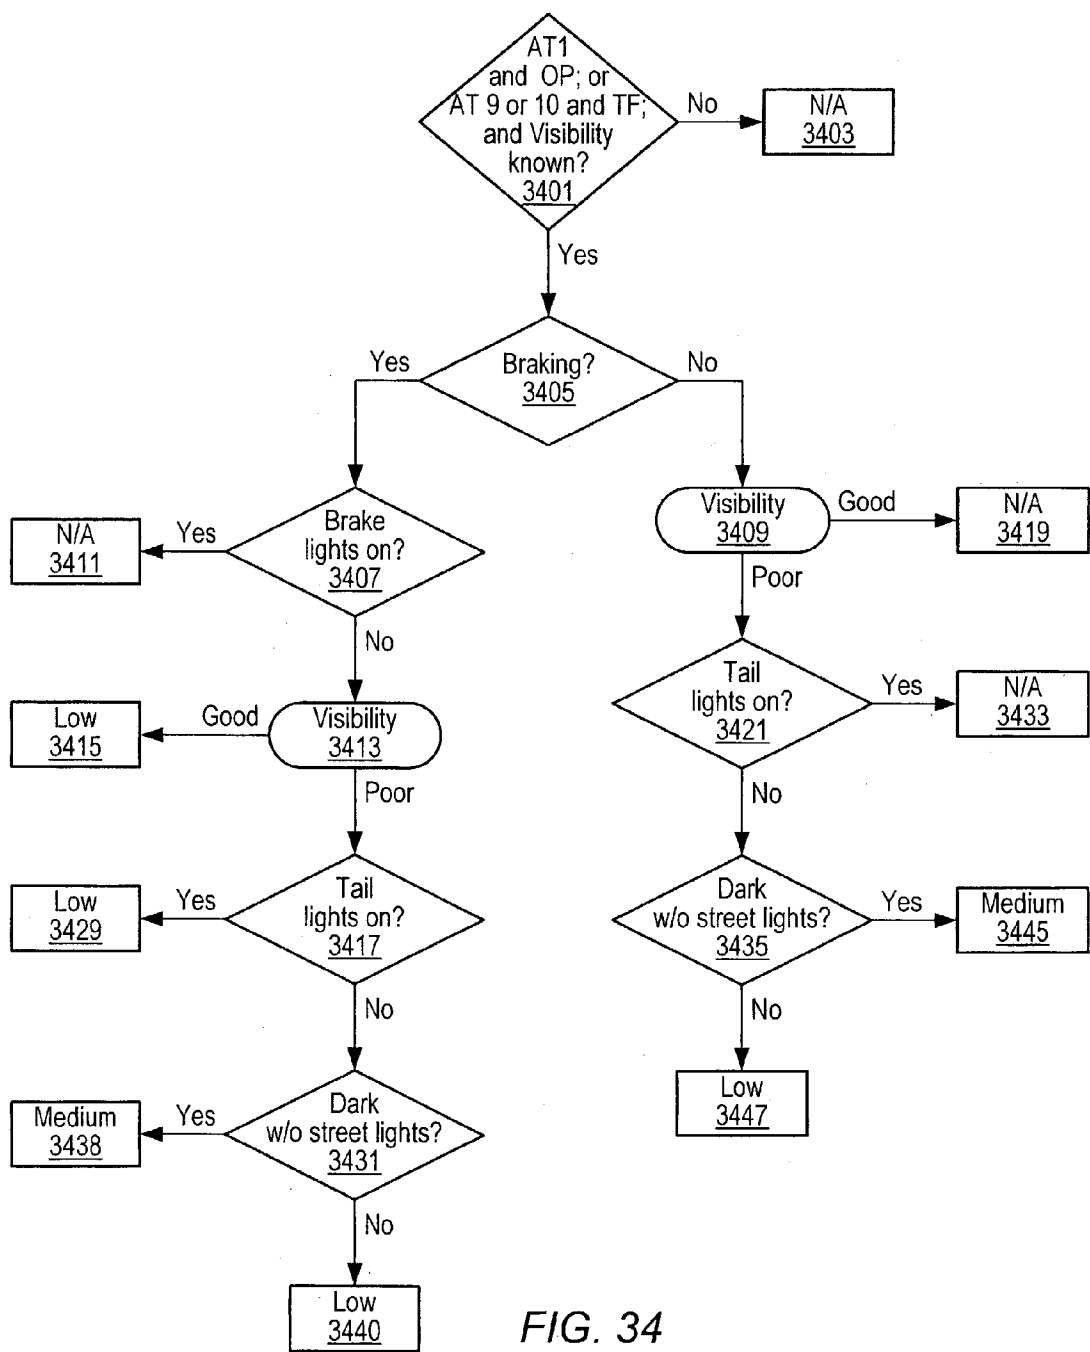 AT1
and OP; or
AT 9 or 10 and TF;
and Visibility
known?
3401
No
N/A
3403
Yes
Braking?
3405
Yes
No
Brake
lights on?
3407
Yes
N/A
3411
Visibility
3409
Good
N/A
3419
No
Poor
Visibility
3413
Good
Low
3415
Tail
lights on?
3421
Yes
N/A
3433
Poor
No
Tail
lights on?
3417
Yes
Low
3429
Dark
w/o street lights?
3435
Yes
Medium
3445
No
No
Dark
w/o street lights?
3431
Yes
Medium
3438
Low
3447
No
Low
3440
FIG. 34